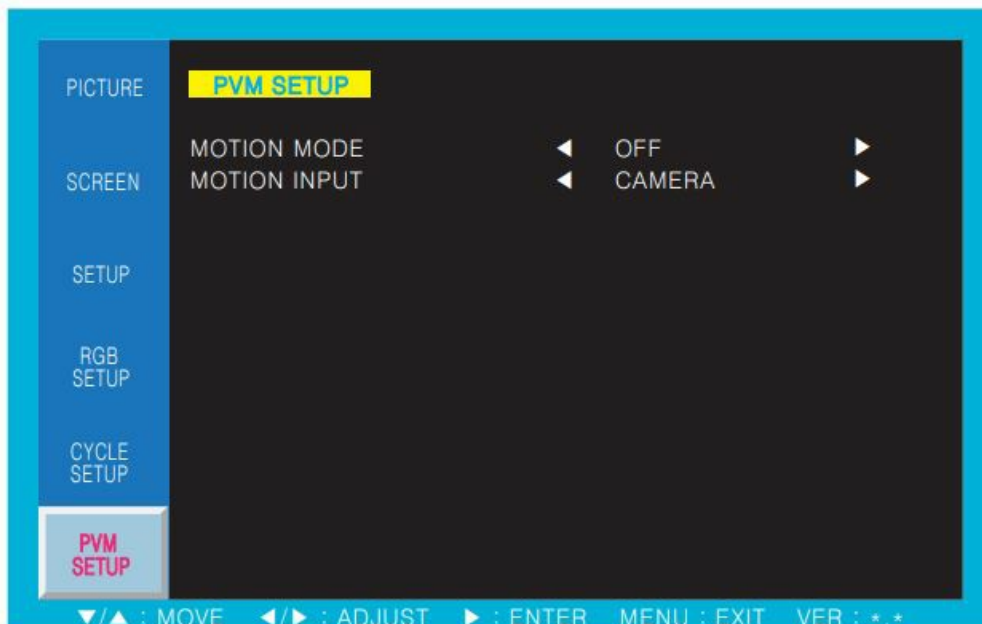 PICTURE
SCREEN
SETUP
RGB
SETUP
CYCLE
SETUP
PVM
SETUP
PVM SETUP
MOTION MODE ◀ OFF ▶
MOTION INPUT ◀ CAMERA ▶
▼/▲ : MOVE ◀/▶ : ADJUST ▶ : ENTER MENU : EXIT VER : *.*